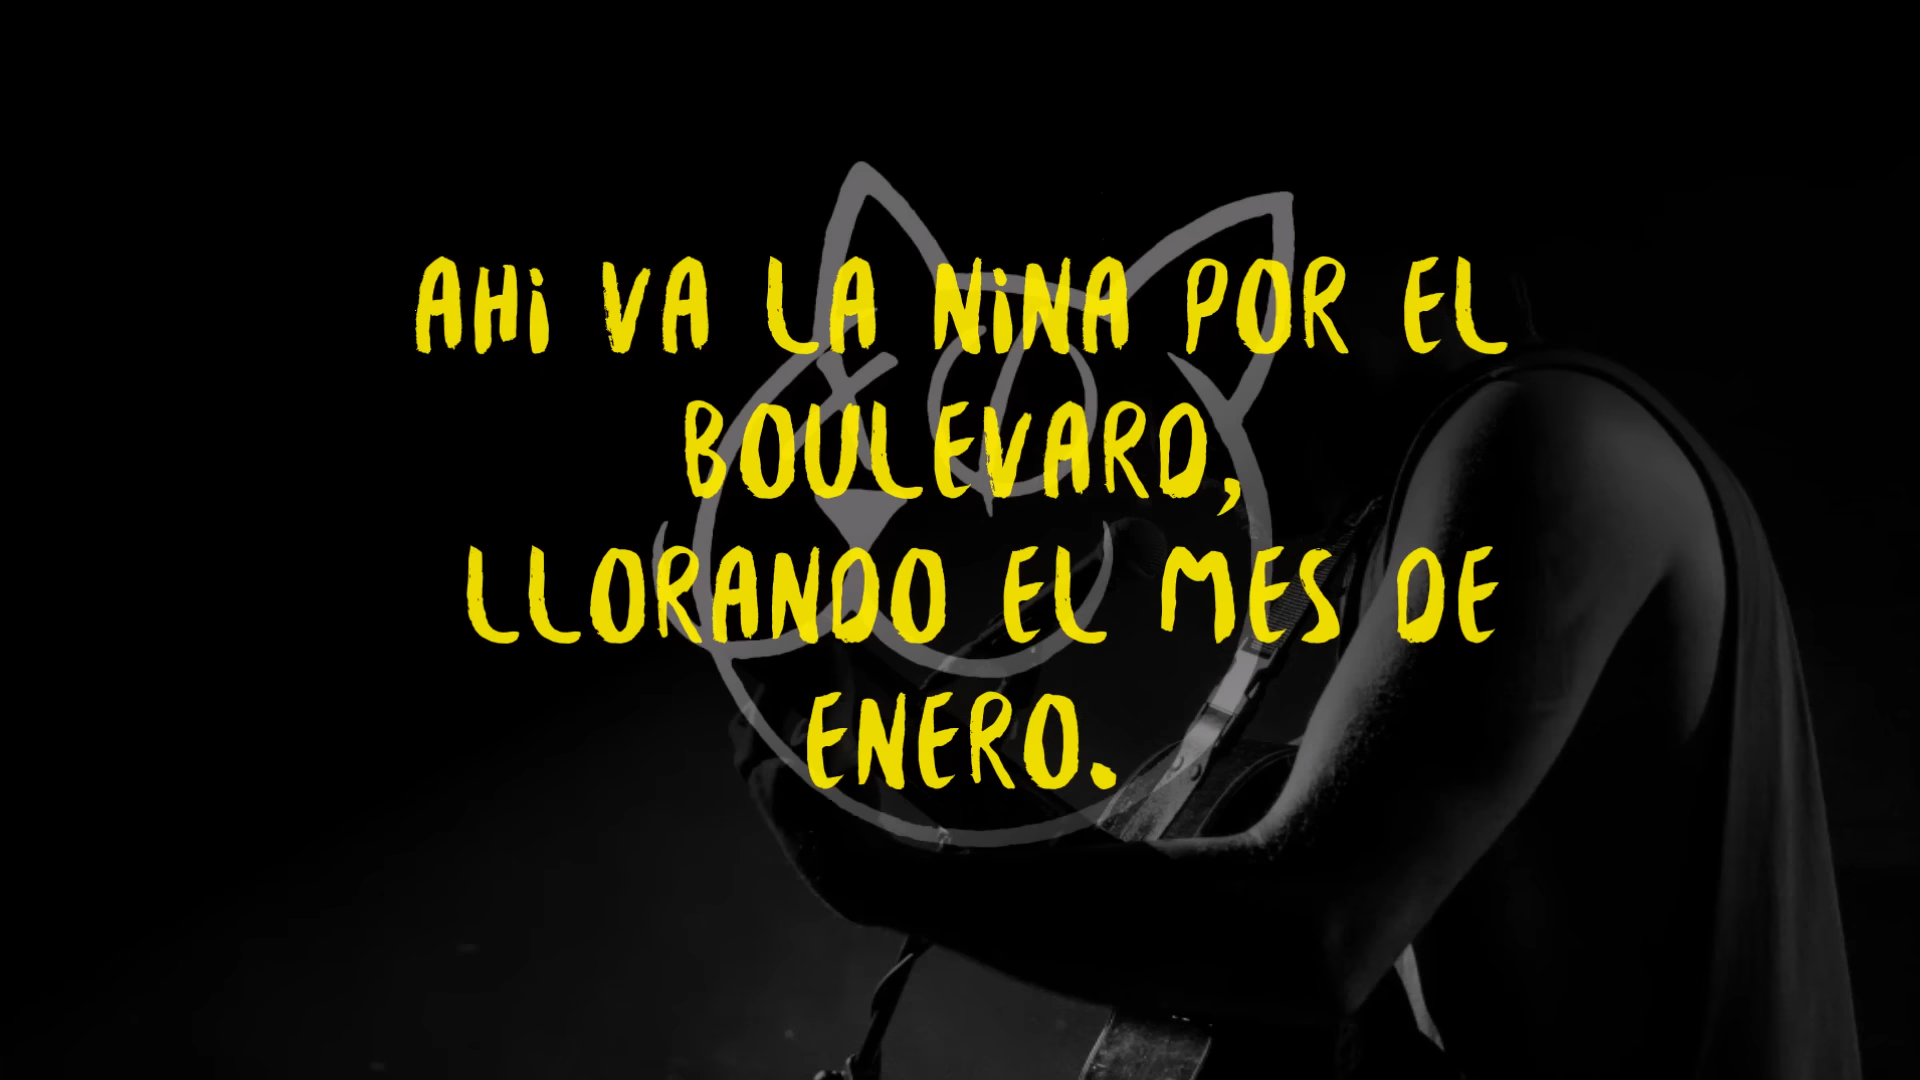 AHi VA LA NiNA POR EL
BOULEVARD,
LLORANDO EL MES DE
ENERO.